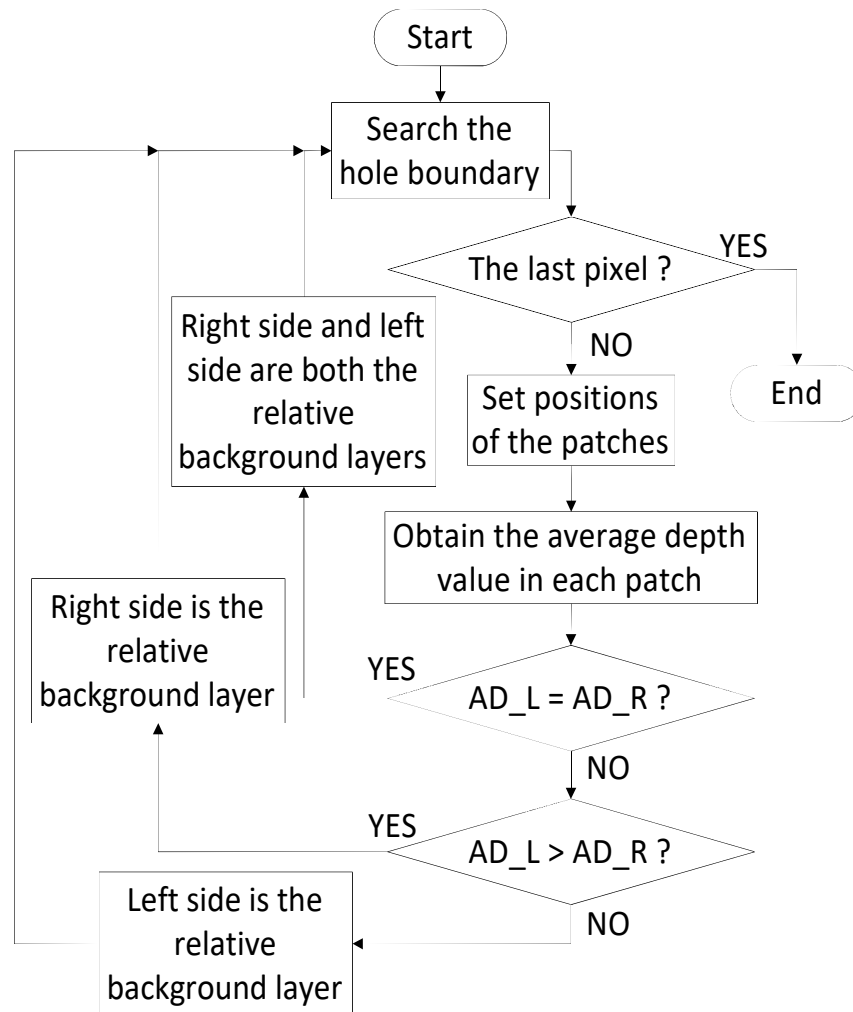 Start
Search the
hole boundary
The last pixel ?
YES
NO
End
Set positions
of the patches
Right side and left
side are both the
relative
background layers
Obtain the average depth
value in each patch
Right side is the
relative
background layer
YES
AD_L = AD_R ?
NO
YES
AD_L > AD_R ?
NO
Left side is the
relative
background layer